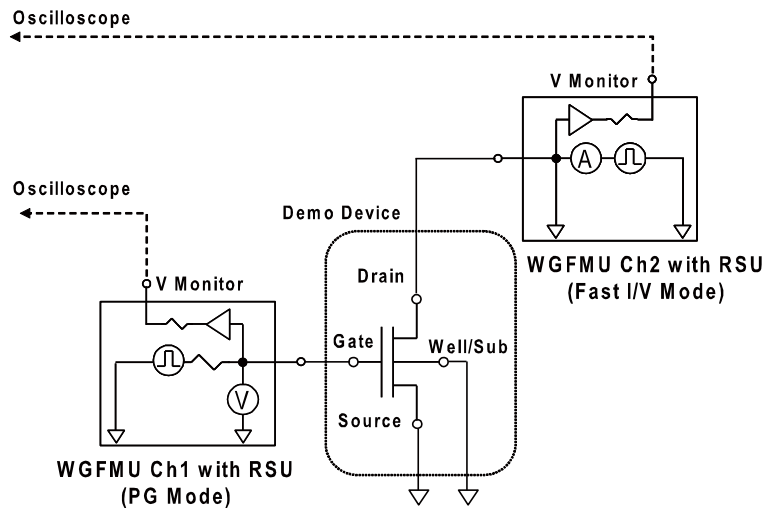 Oscilloscope
V Monitor
A
Oscilloscope
Demo Device
WGFMU Ch2 with RSU
(Fast I/V Mode)
Drain
V Monitor
Gate
Well/Sub
V
Source
WGFMU Ch1 with RSU
(PG Mode)